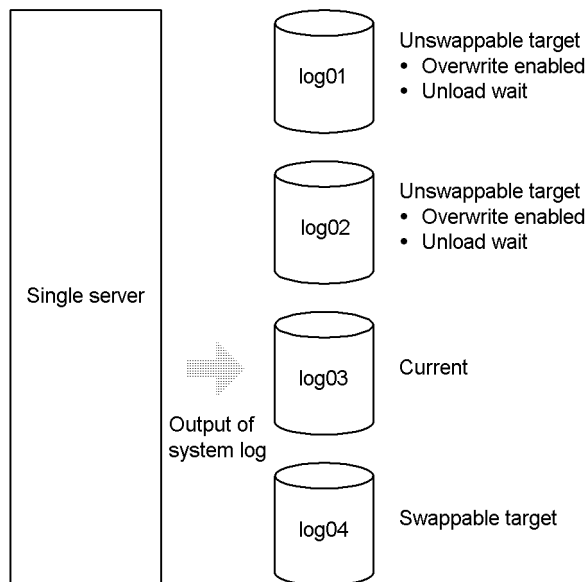 Single server
Output of
system log
log01
Unswappable target
• Overwrite enabled
• Unload wait
log02
Unswappable target
• Overwrite enabled
• Unload wait
log03
Current
log04
Swappable target